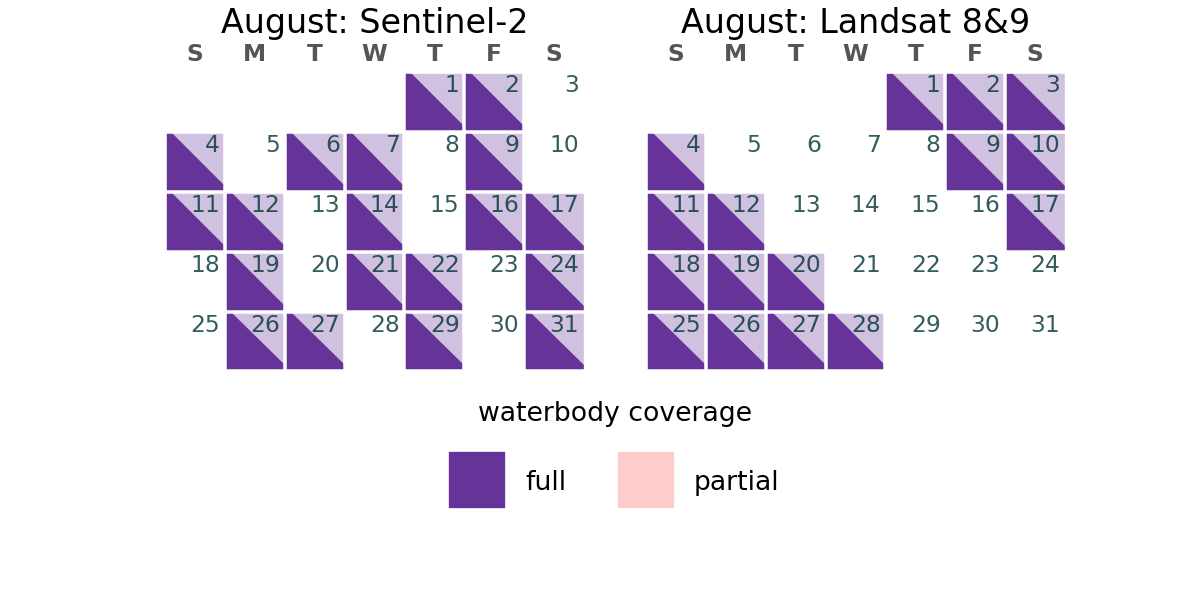 August: Sentinel-2
S M T W T F S
1 2 3
4 5 6 7 8 9 10
11 12 13 14 15 16 17
18 19 20 21 22 23 24
25 26 27 28 29 30 31
August: Landsat 8&9
S M T W T F S
1 2 3
4 5 6 7 8 9 10
11 12 13 14 15 16 17
18 19 20 21 22 23 24
25 26 27 28 29 30 31
waterbody coverage
full partial